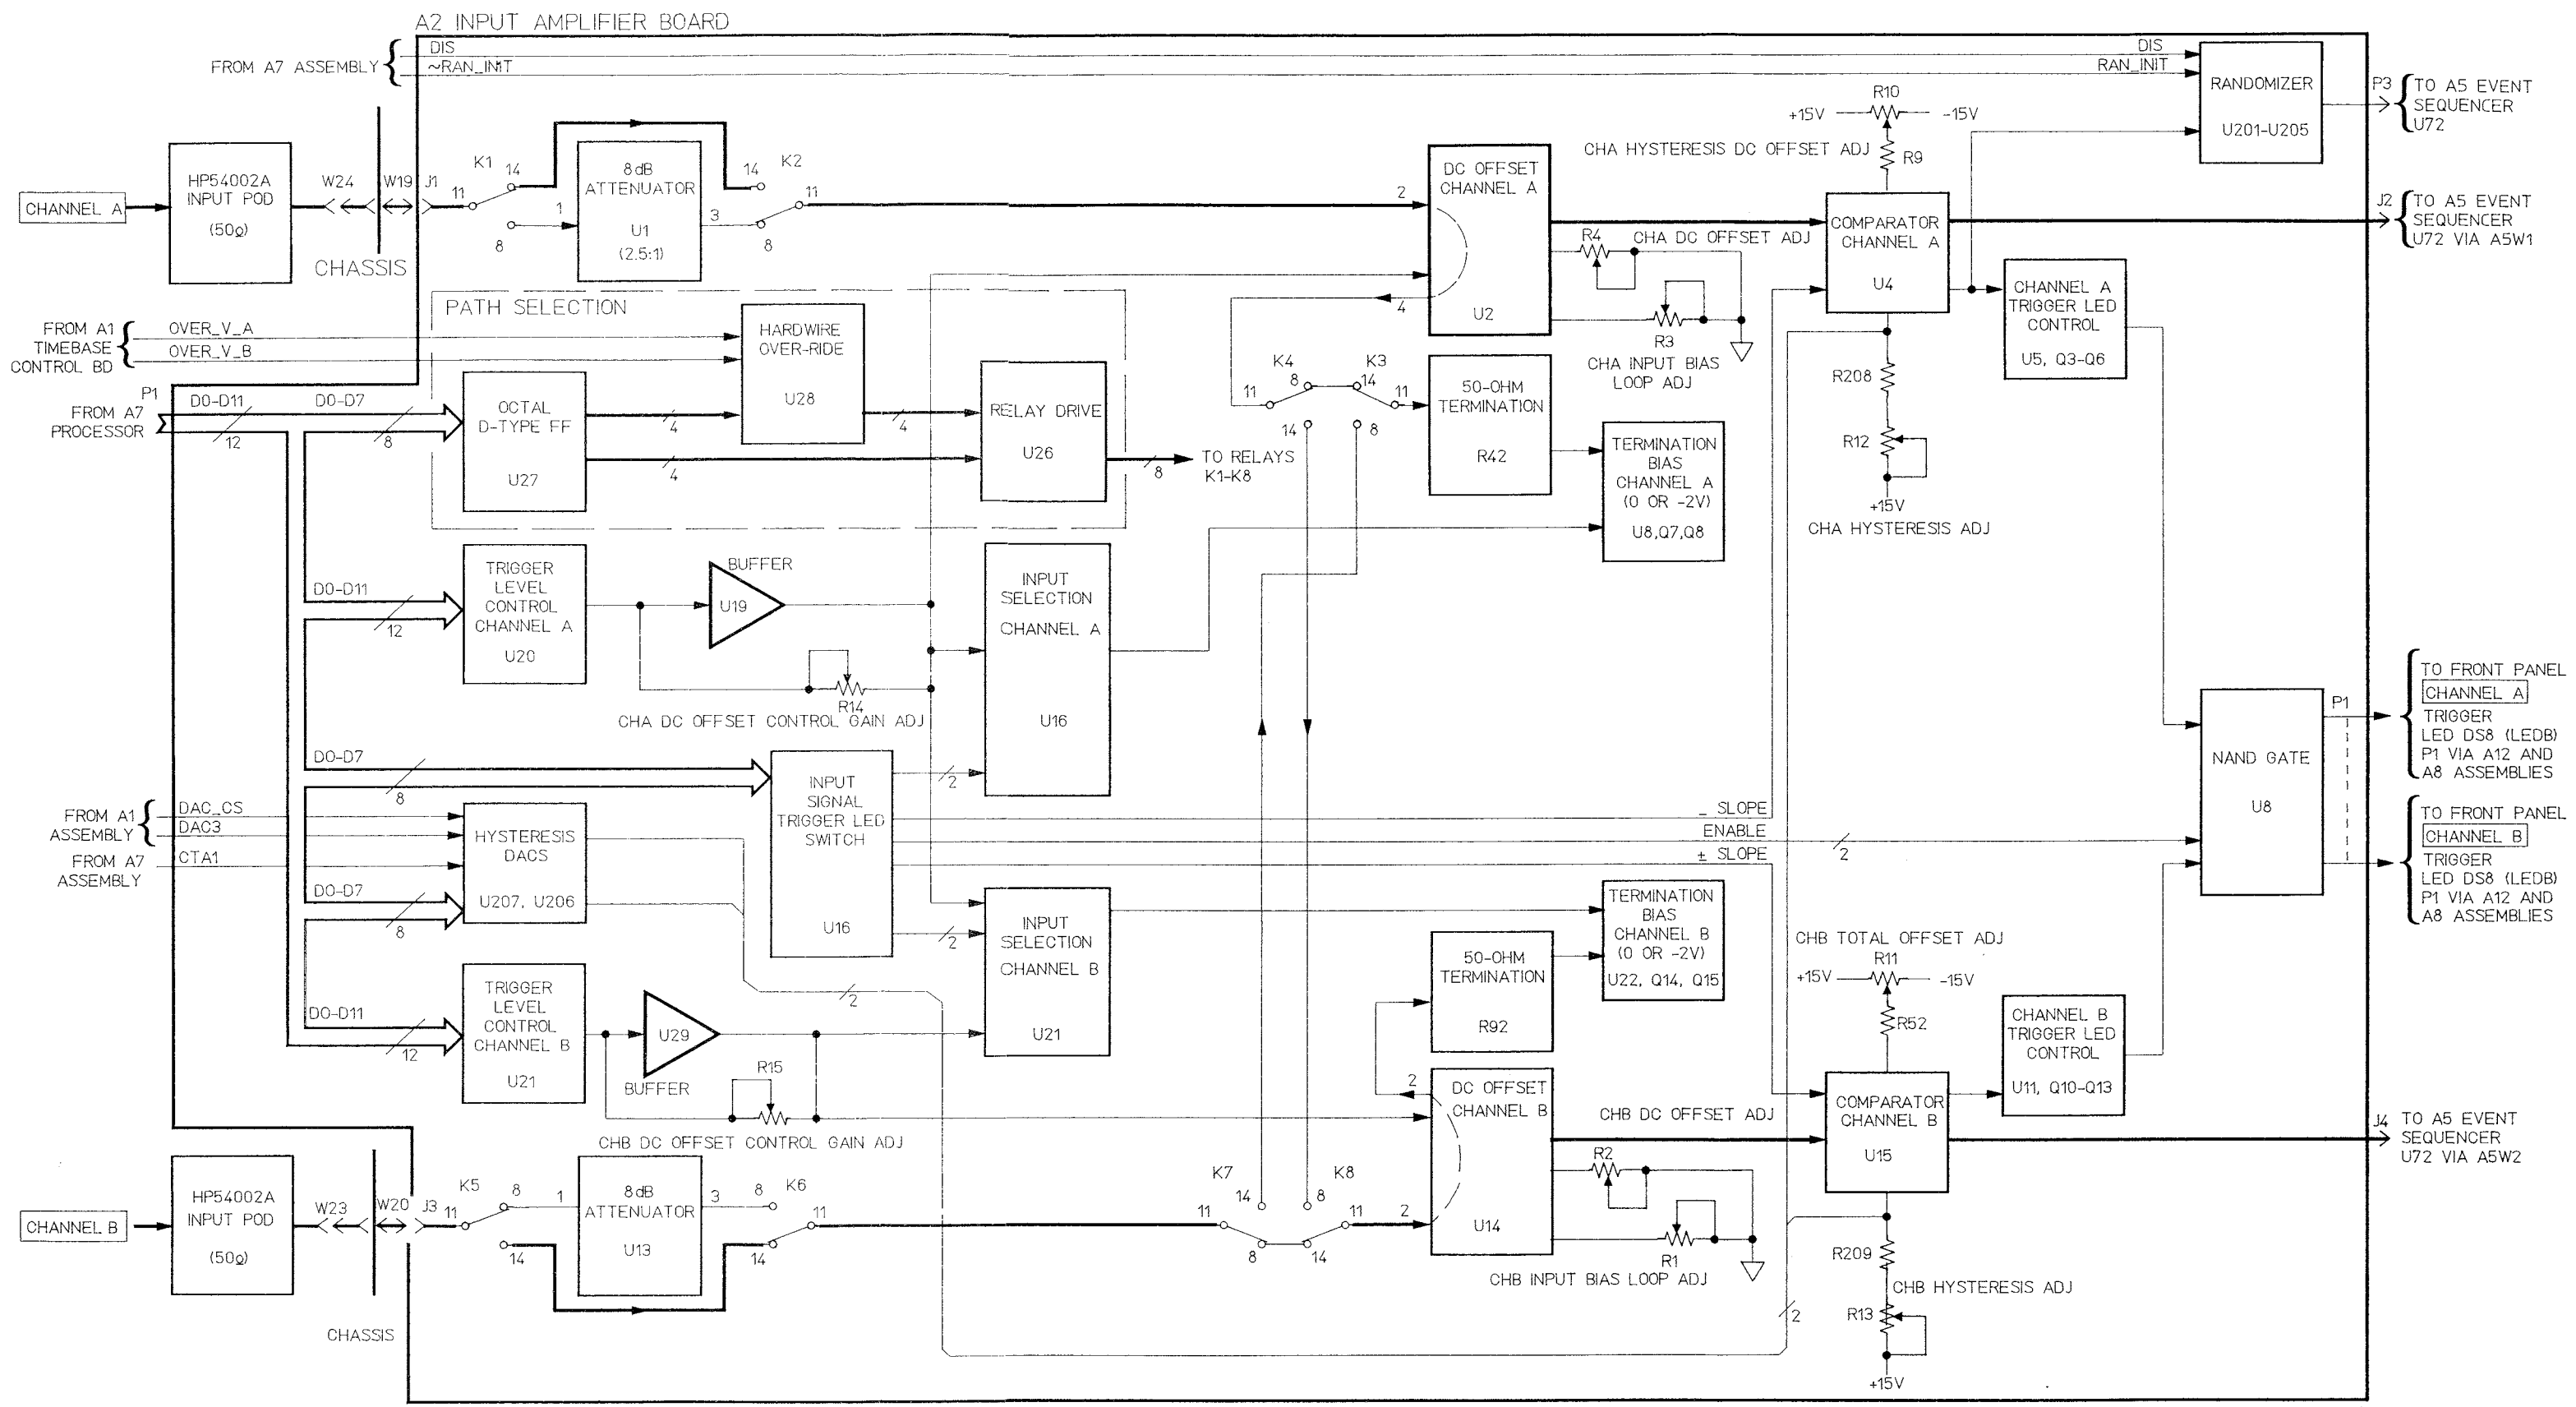 A2 INPUT AMPLIFIER BOARD
FROM A7 ASSEMBLY
DIS
~RAN_INIT
DIS
RAN_INIT
RANDOMIZER
U201-U205
P3
TO A5 EVENT
SEQUENCER
U72
CHANNEL A
HP54002A
INPUT POD
(50Ω)
W24
W19
J1
CHASSIS
11
K1
14
8
1
8dB
ATTENUATOR
U1
(2.5:1)
3
14
K2
8
11
2
DC OFFSET
CHANNEL A
U2
4
R10
+15V
-15V
CHA HYSTERESIS DC OFFSET ADJ
R9
COMPARATOR
CHANNEL A
U4
R4
CHA DC OFFSET ADJ
R3
CHA INPUT BIAS
LOOP ADJ
J2
TO A5 EVENT
SEQUENCER
U72 VIA A5W1
CHANNEL A
TRIGGER LED
CONTROL
U5, Q3-Q6
R208
R12
+15V
CHA HYSTERESIS ADJ
PATH SELECTION
FROM A1
TIMEBASE
CONTROL BD
OVER_V_A
OVER_V_B
HARDWIRE
OVER-RIDE
U28
P1
FROM A7
PROCESSOR
D0-D11
12
D0-D7
8
OCTAL
D-TYPE FF
U27
4
4
4
RELAY DRIVE
U26
8
TO RELAYS
K1-K8
K4
K3
11
8
14
14
8
11
50-OHM
TERMINATION
R42
TERMINATION
BIAS
CHANNEL A
(0 OR -2V)
U8,Q7,Q8
D0-D11
12
TRIGGER
LEVEL
CONTROL
CHANNEL A
U20
BUFFER
U19
R14
CHA DC OFFSET CONTROL GAIN ADJ
INPUT
SELECTION
CHANNEL A
U16
D0-D7
8
INPUT
SIGNAL
TRIGGER LED
SWITCH
U16
2
2
_ SLOPE
ENABLE
2
± SLOPE
NAND GATE
U8
P1
TO FRONT PANEL
CHANNEL A
TRIGGER
LED DS8 (LEDB)
P1 VIA A12 AND
A8 ASSEMBLIES
TO FRONT PANEL
CHANNEL B
TRIGGER
LED DS8 (LEDB)
P1 VIA A12 AND
A8 ASSEMBLIES
FROM A1
ASSEMBLY
DAC_CS
DAC3
FROM A7
ASSEMBLY
CTA1
HYSTERESIS
DACS
U207, U206
D0-D7
8
2
INPUT
SELECTION
CHANNEL B
U21
TERMINATION
BIAS
CHANNEL B
(0 OR -2V)
U22, Q14, Q15
50-OHM
TERMINATION
R92
CHB TOTAL OFFSET ADJ
R11
+15V
-15V
R52
CHANNEL B
TRIGGER LED
CONTROL
U11, Q10-Q13
D0-D11
12
TRIGGER
LEVEL
CONTROL
CHANNEL B
U21
U29
BUFFER
R15
CHB DC OFFSET CONTROL GAIN ADJ
2
DC OFFSET
CHANNEL B
U14
CHB DC OFFSET ADJ
R2
R1
CHB INPUT BIAS LOOP ADJ
COMPARATOR
CHANNEL B
U15
J4
TO A5 EVENT
SEQUENCER
U72 VIA A5W2
CHANNEL B
HP54002A
INPUT POD
(50Ω)
W23
W20
J3
CHASSIS
11
K5
8
14
1
8dB
ATTENUATOR
U13
3
8
K6
14
11
K7
K8
11
14
8
8
14
11
2
R209
CHB HYSTERESIS ADJ
R13
2
+15V